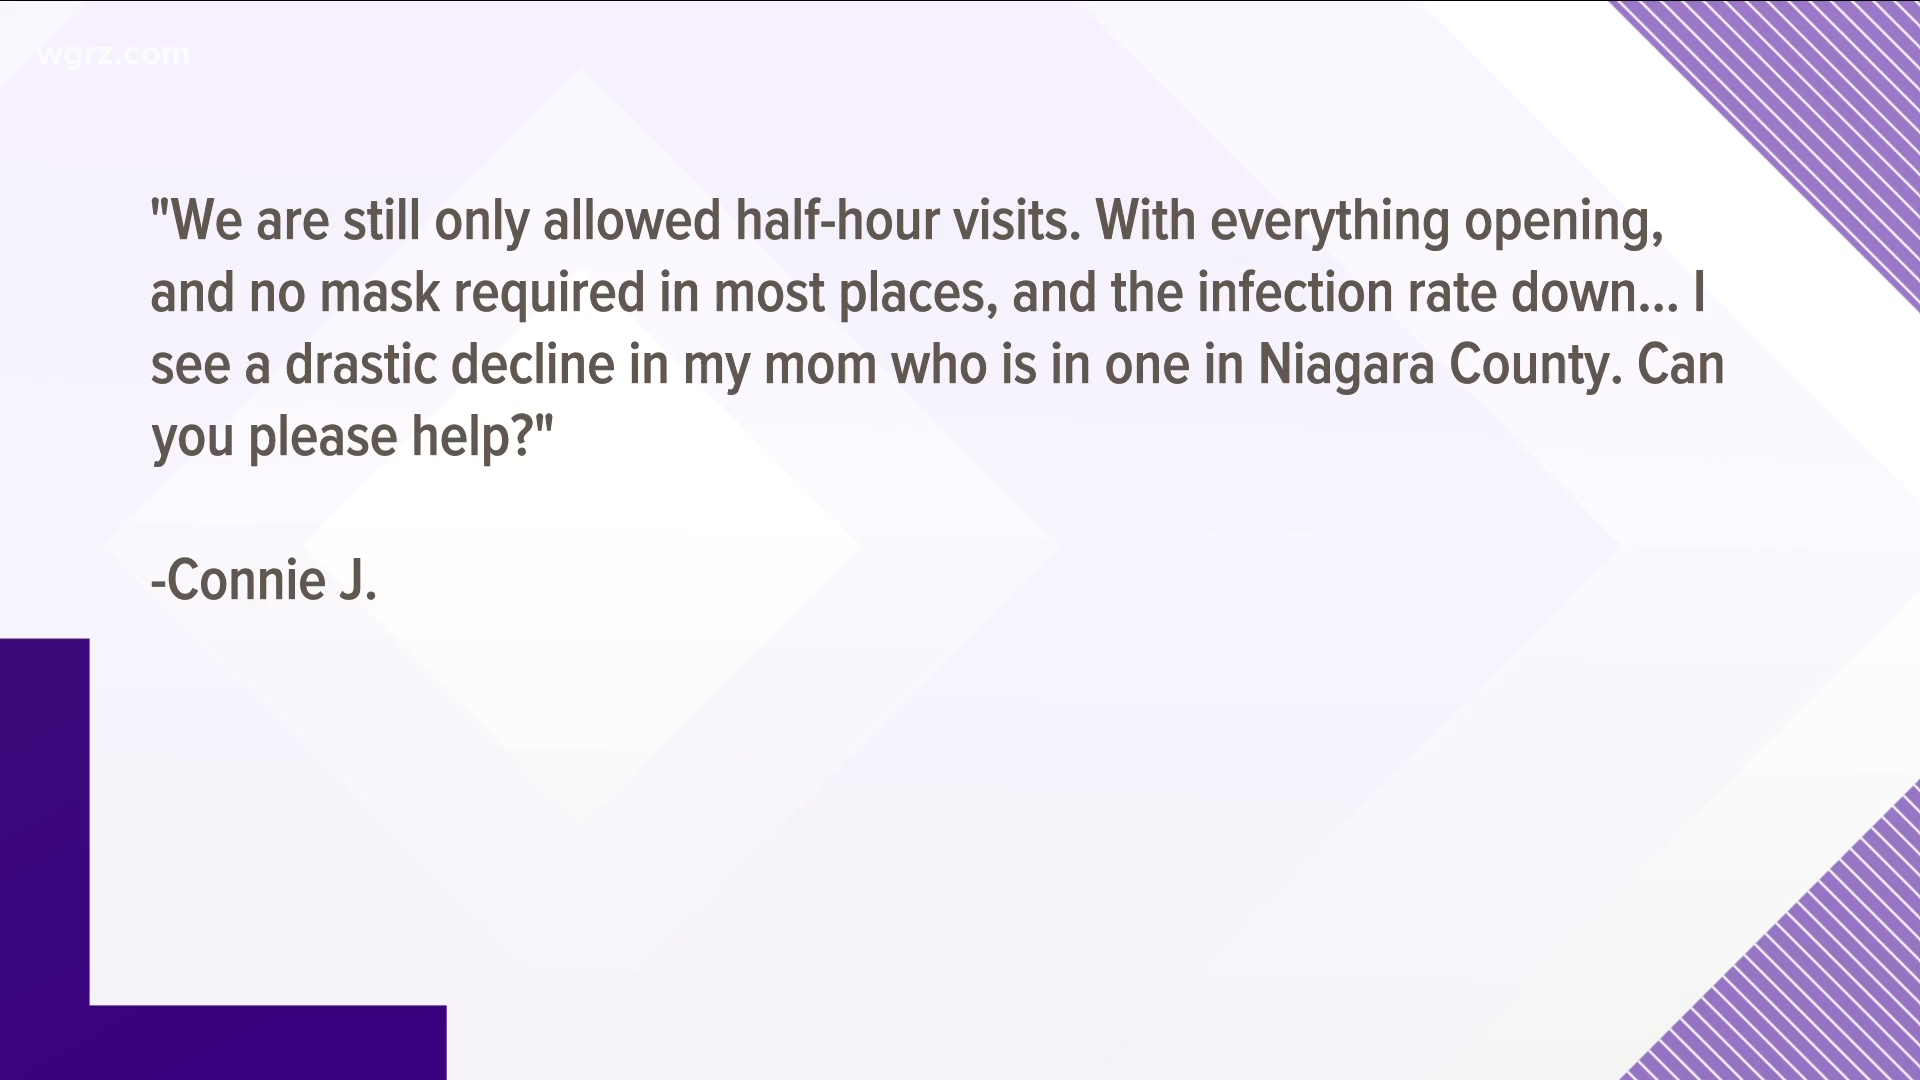 wgrz.com
"We are still only allowed half-hour visits. With everything opening,
and no mask required in most places, and the infection rate down... I
see a drastic decline in my mom who is in one in Niagara County. Can
you please help?"
-Connie J.